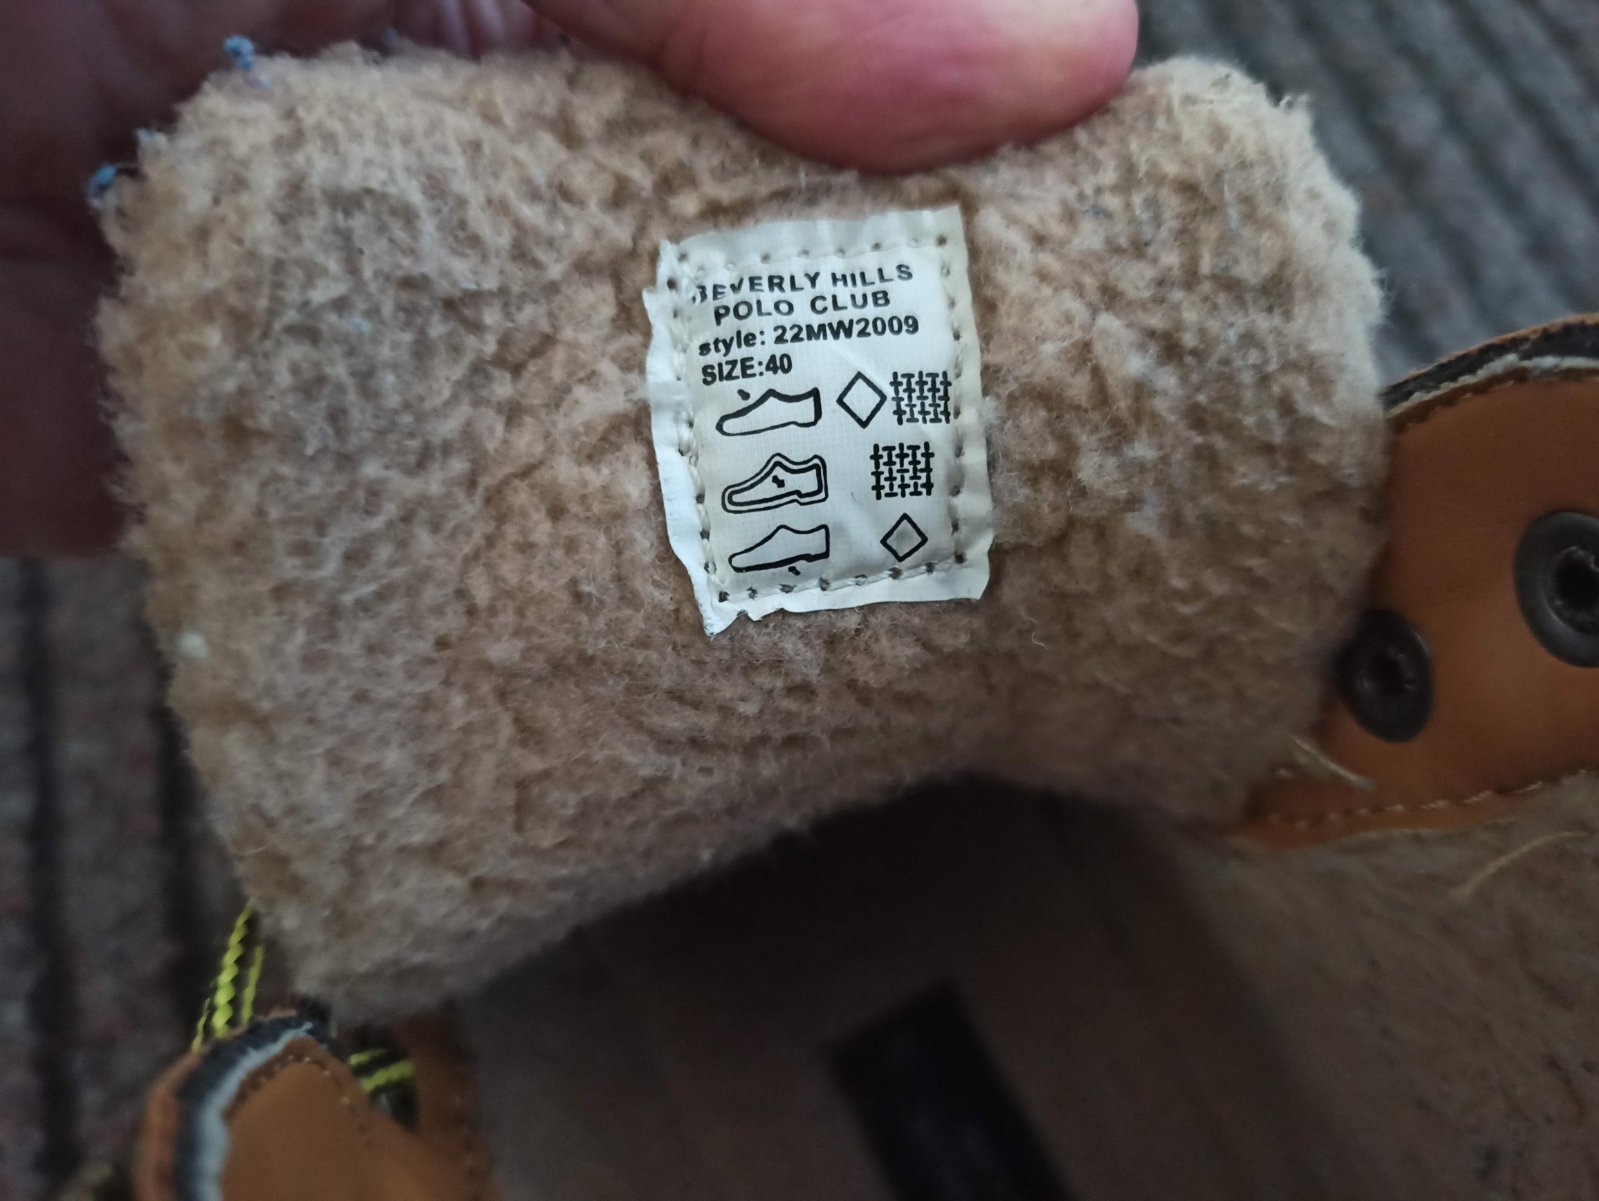 BEVERLY HILLS
POLO CLUB
style: 22MW2009
SIZE:40